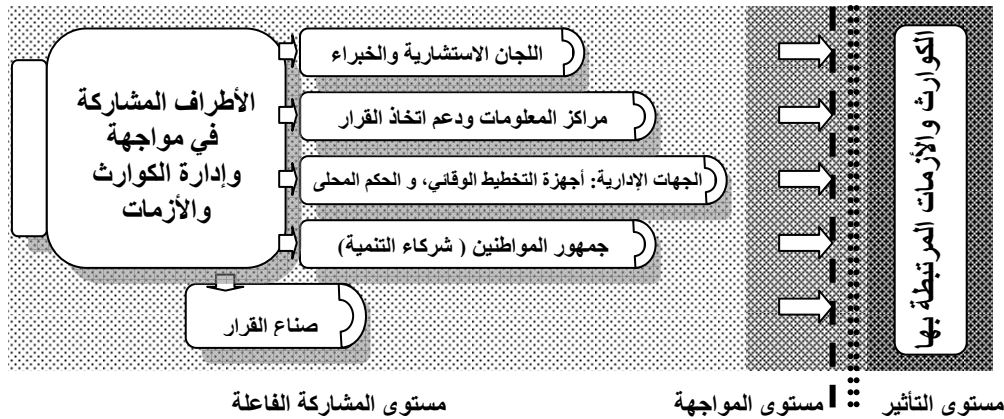 الكوارث والأزمات المرتبطة بها
الأطراف المشاركة
في مواجهة
وإدارة الكوارث
والأزمات
اللجان الاستشارية والخبراء
مراكز المعلومات ودعم اتخاذ القرار
الجهات الإدارية: أجهزة التخطيط الوقائي، و الحكم المحلى
جمهور المواطنين ( شركاء التنمية)
صناع القرار
مستوى التأثير
مستوى المواجهة
مستوى المشاركة الفاعلة